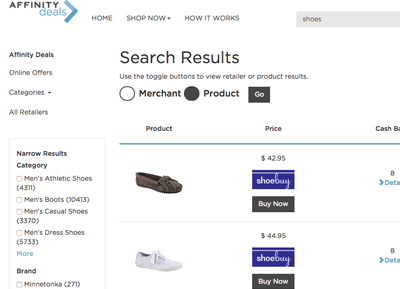 AFFINITY
deals
HOME SHOP NOW HOW IT WORKS
shoes
Affinity Deals
Online Offers
Categories
All Retailers
Narrow Results
Category
Men's Athletic Shoes
(4311)
Men's Boots (10413)
Men's Casual Shoes
(3370)
Men's Dress Shoes
(5733)
More
Brand
Minnetonka (271)
Search Results
Use the toggle buttons to view retailer or product results.
Merchant Product Go
Product Price Cash Ba
$ 42.95
shoebuy
Buy Now
8
Deta
$ 44.95
shoebuy
Buy Now
8
Deta